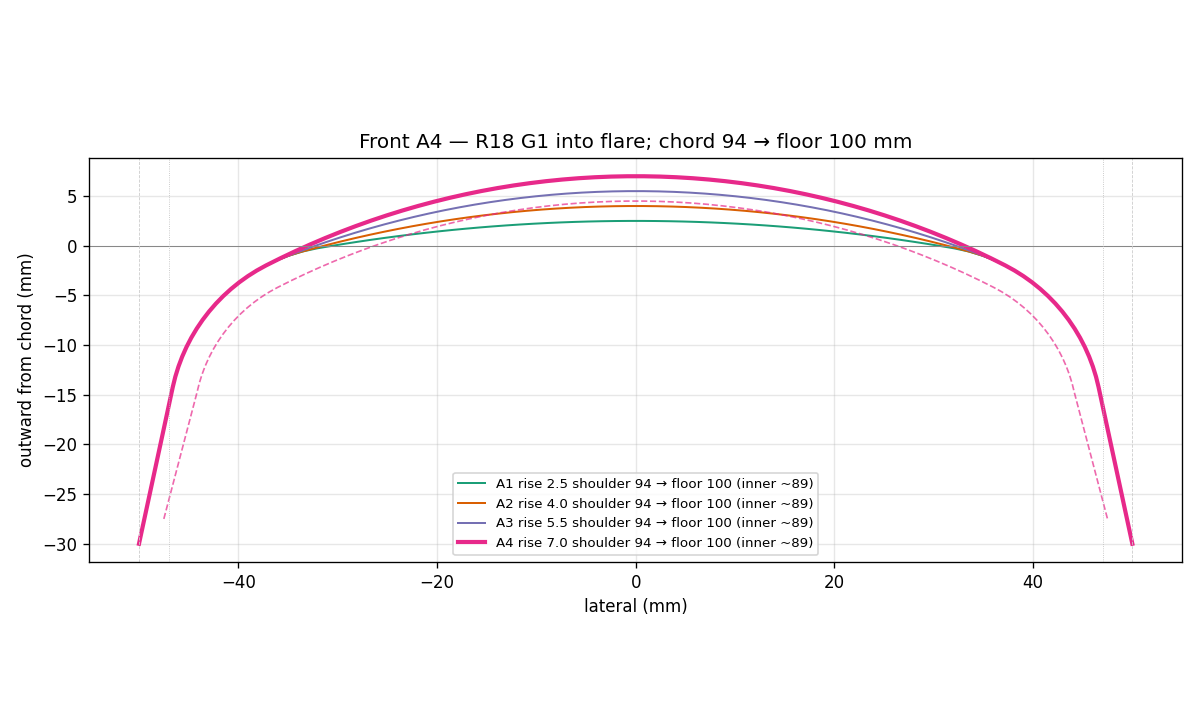 Front A4 — R18 G1 into flare; chord 94 → floor 100 mm
outward from chord (mm)
5
0
−5
−10
−15
−20
−25
−30
A1 rise 2.5 shoulder 94 → floor 100 (inner ~89)
A2 rise 4.0 shoulder 94 → floor 100 (inner ~89)
A3 rise 5.5 shoulder 94 → floor 100 (inner ~89)
A4 rise 7.0 shoulder 94 → floor 100 (inner ~89)
−40 −20 0 20 40
lateral (mm)